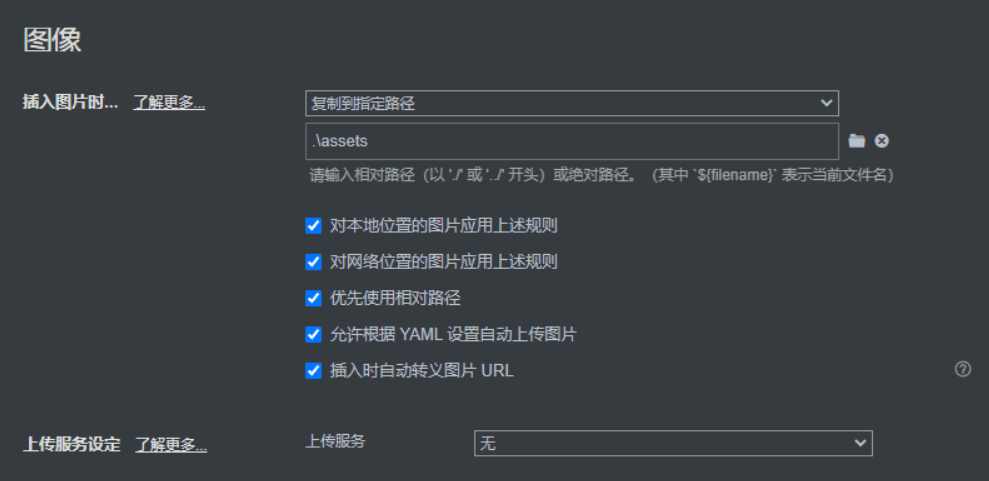 图像
插入图片时... 了解更多... 复制到指定路径
.\assets
请输入相对路径（以 './' 或 '../' 开头）或绝对路径。（其中 `${filename}` 表示当前文件名）
对本地位置的图片应用上述规则
对网络位置的图片应用上述规则
优先使用相对路径
允许根据 YAML 设置自动上传图片
插入时自动转义图片 URL
上传服务设定 了解更多... 上传服务 无